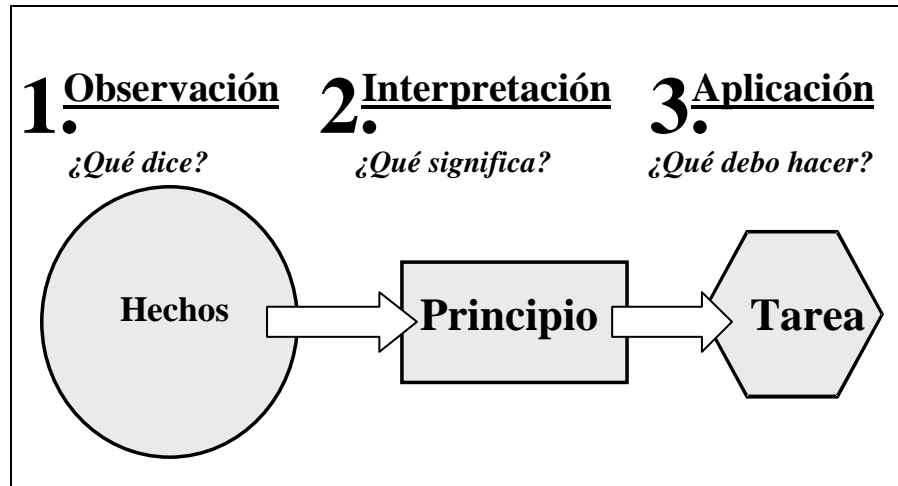 1. Observación
¿Qué dice?
Hechos
2. Interpretación
¿Qué significa?
Principio
3. Aplicación
¿Qué debo hacer?
Tarea